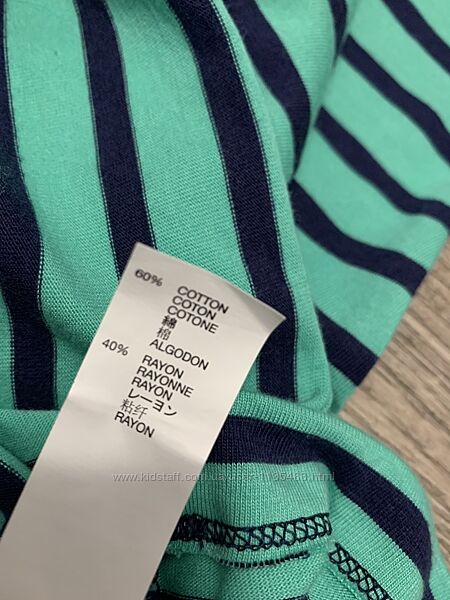 60% COTTON
COTON
COTONE
綿
棉
ALGODON
40% RAYON
RAYONNE
RAYON
レーヨン
粘纤
RAYON